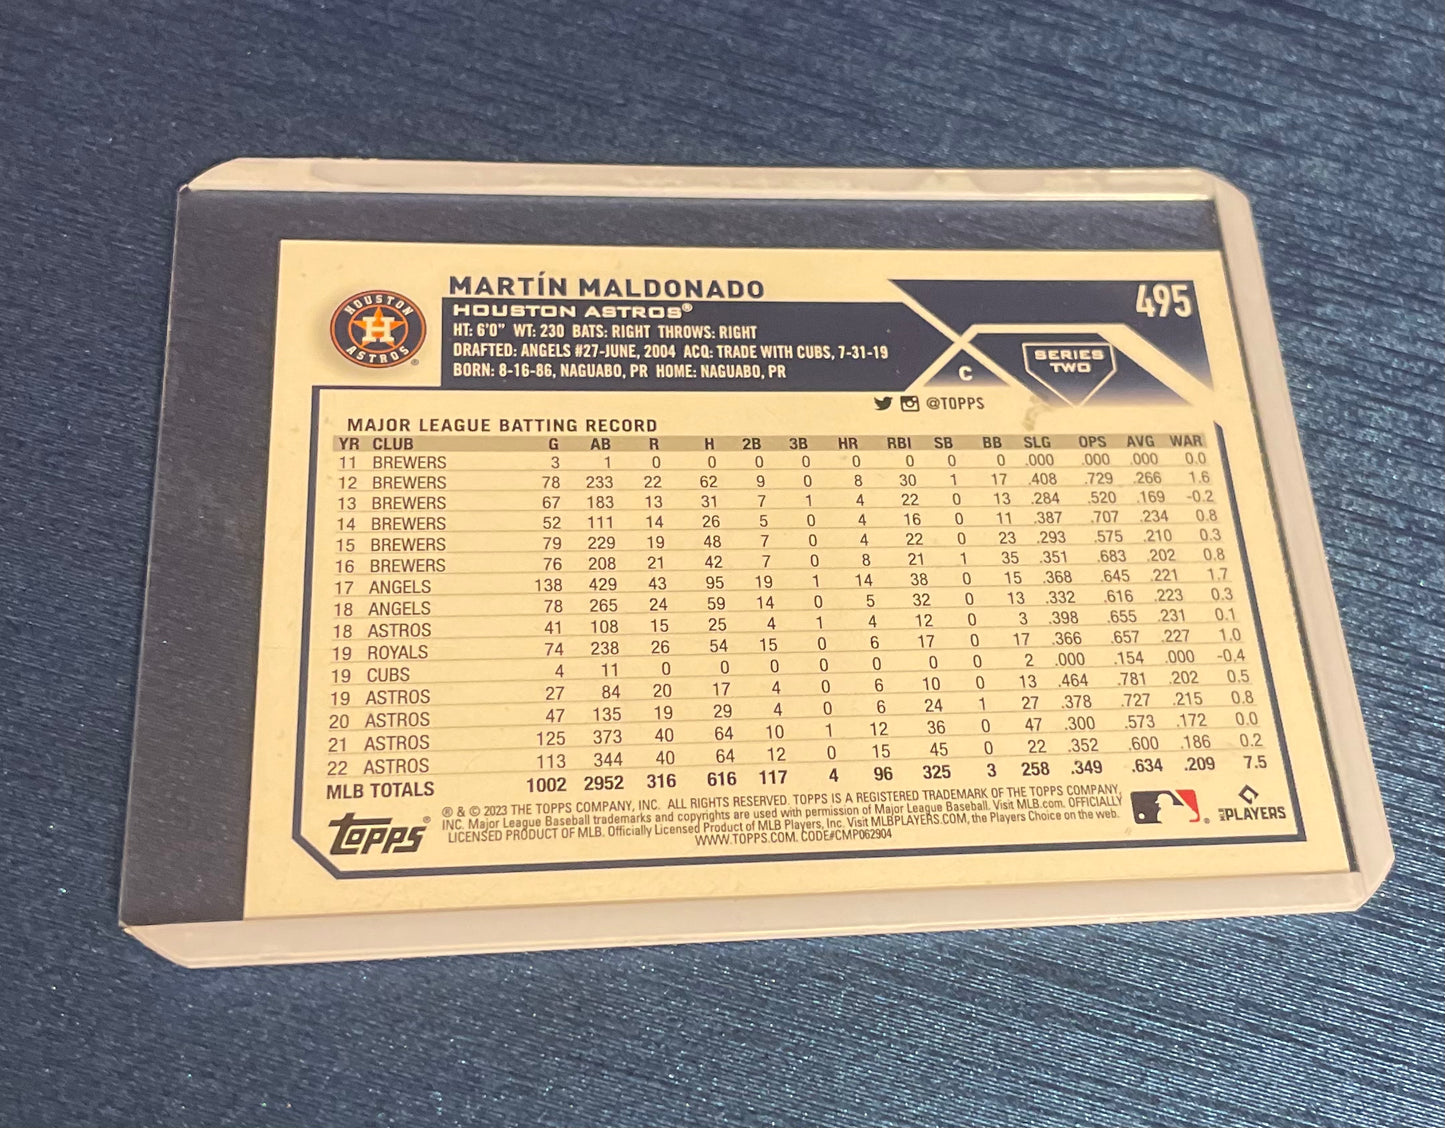 MARTÍN MALDONADO
HOUSTON ASTROS®
HT: 6'0" WT: 230 BATS: RIGHT THROWS: RIGHT
DRAFTED: ANGELS #27-JUNE, 2004 ACQ: TRADE WITH CUBS, 7-31-19
BORN: 8-16-86, NAGUABO, PR HOME: NAGUABO, PR
HOUSTON
H
ASTROS
®
495
C
SERIES
TWO
@TOPPS
MAJOR LEAGUE BATTING RECORD
YR CLUB G AB R H 2B 3B HR RBI SB BB SLG OPS AVG WAR
11 BREWERS 3 1 0 0 0 0 0 0 0 0 .000 .000 .000 0.0
12 BREWERS 78 233 22 62 9 0 8 30 1 17 .408 .729 .266 1.6
13 BREWERS 67 183 13 31 7 1 4 22 0 13 .284 .520 .169 -0.2
14 BREWERS 52 111 14 26 5 0 4 16 0 11 .387 .707 .234 0.8
15 BREWERS 79 229 19 48 7 0 4 22 0 23 .293 .575 .210 0.3
16 BREWERS 76 208 21 42 7 0 8 21 1 35 .351 .683 .202 0.8
17 ANGELS 138 429 43 95 19 1 14 38 0 15 .368 .645 .221 1.7
18 ANGELS 78 265 24 59 14 0 5 32 0 13 .332 .616 .223 0.3
18 ASTROS 41 108 15 25 4 1 4 12 0 3 .398 .655 .231 0.1
19 ROYALS 74 238 26 54 15 0 6 17 0 17 .366 .657 .227 1.0
19 CUBS 4 11 0 0 0 0 0 0 0 2 .000 .154 .000 -0.4
19 ASTROS 27 84 20 17 4 0 6 10 0 13 .464 .781 .202 0.5
20 ASTROS 47 135 19 29 4 0 6 24 1 27 .378 .727 .215 0.8
21 ASTROS 125 373 40 64 10 1 12 36 0 47 .300 .573 .172 0.0
22 ASTROS 113 344 40 64 12 0 15 45 0 22 .352 .600 .186 0.2
MLB TOTALS 1002 2952 316 616 117 4 96 325 3 258 .349 .634 .209 7.5
TOPPS®
® & © 2023 THE TOPPS COMPANY, INC. ALL RIGHTS RESERVED. TOPPS IS A REGISTERED TRADEMARK OF THE TOPPS COMPANY,
INC. Major League Baseball trademarks and copyrights are used with permission of Major League Baseball. Visit MLB.com. OFFICIALLY
LICENSED PRODUCT OF MLB. Officially Licensed Product of MLB Players, Inc. Visit MLBPLAYERS.COM, the Players Choice on the web.
WWW.TOPPS.COM. CODE#CMP062904
®
MLB PLAYERS